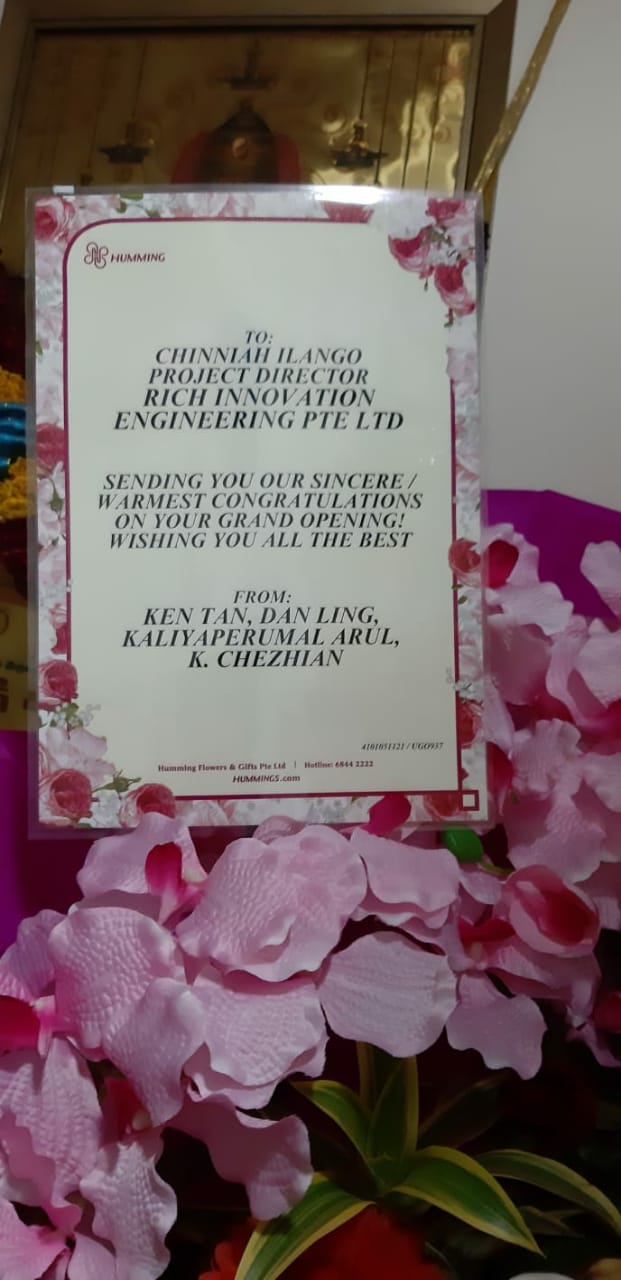 HUMMING
TO:
CHINNIAH ILANGO
PROJECT DIRECTOR
RICH INNOVATION
ENGINEERING PTE LTD
SENDING YOU OUR SINCERE /
WARMEST CONGRATULATIONS
ON YOUR GRAND OPENING!
WISHING YOU ALL THE BEST
FROM:
KEN TAN, DAN LING,
KALIYAPERUMAL ARUL,
K. CHEZHIAN
4101051121 / UGO937
Humming Flowers & Gifts Pte Ltd | Hotline: 6844 2222
HUMMINGS.com